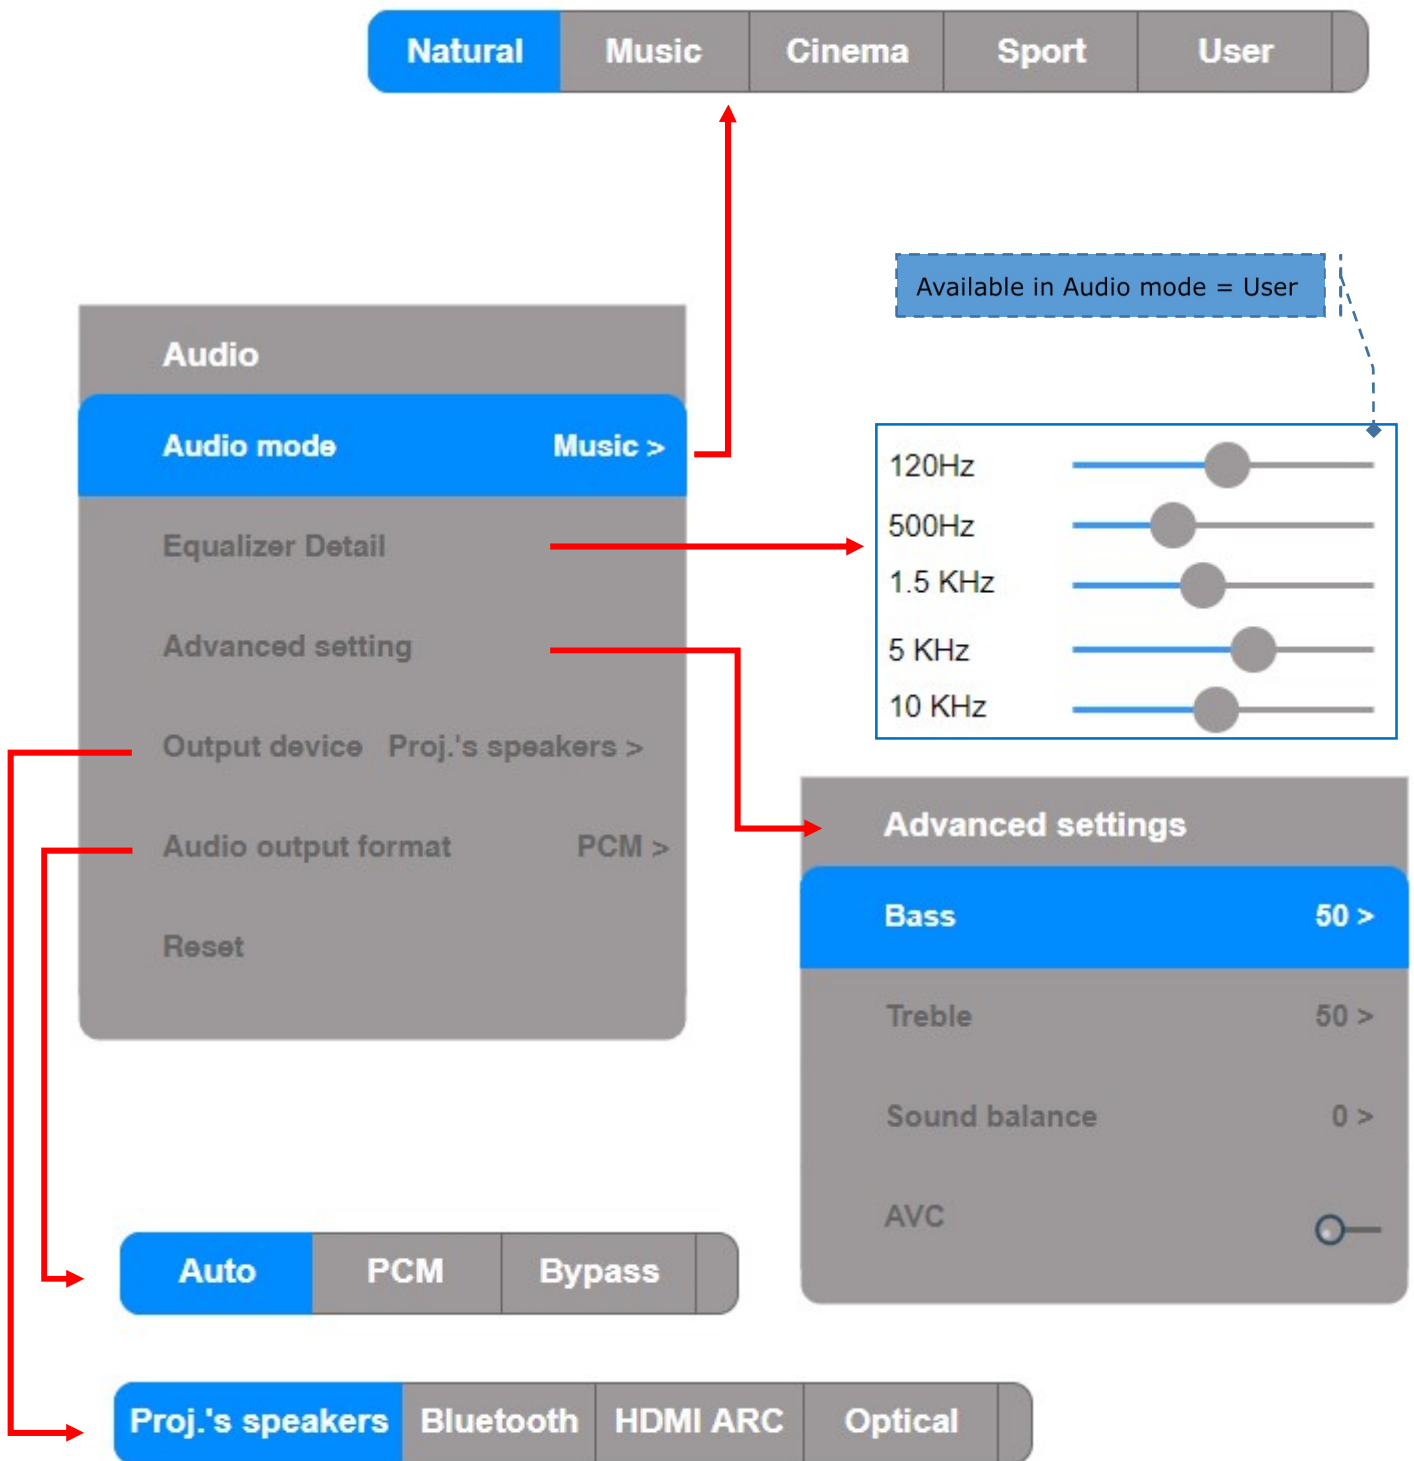 Natural Music Cinema Sport User
Available in Audio mode = User
Audio
Audio mode Music >
Equalizer Detail
Advanced setting
Output device Proj.'s speakers >
Audio output format PCM >
Reset
120Hz
500Hz
1.5 KHz
5 KHz
10 KHz
Advanced settings
Bass 50 >
Treble 50 >
Sound balance 0 >
AVC
Auto PCM Bypass
Proj.'s speakers Bluetooth HDMI ARC Optical